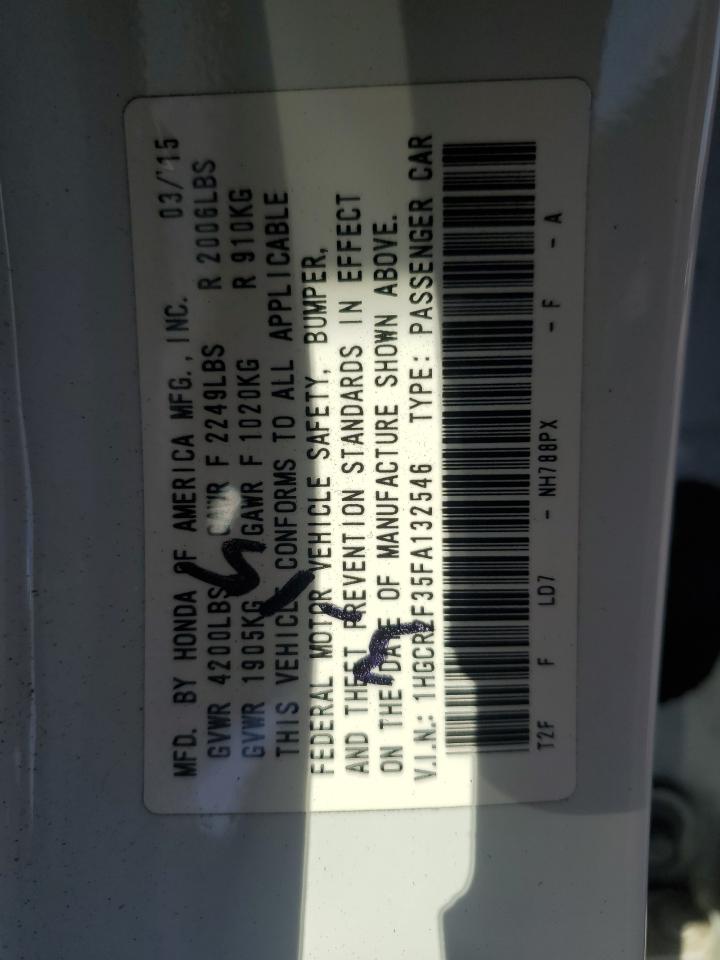 MFD. BY HONDA OF AMERICA MFG., INC. 03/'15
GVWR 4200LBS GAWR F 2249LBS R 2006LBS
GVWR 1905KG GAWR F 1020KG R 910KG
THIS VEHICLE CONFORMS TO ALL APPLICABLE
FEDERAL MOTOR VEHICLE SAFETY, BUMPER,
AND THEFT PREVENTION STANDARDS IN EFFECT
ON THE DATE OF MANUFACTURE SHOWN ABOVE.
V.I.N.: 1HGCR2F35FA132546 TYPE: PASSENGER CAR
T2F F LD7 - NH788PX - F - A